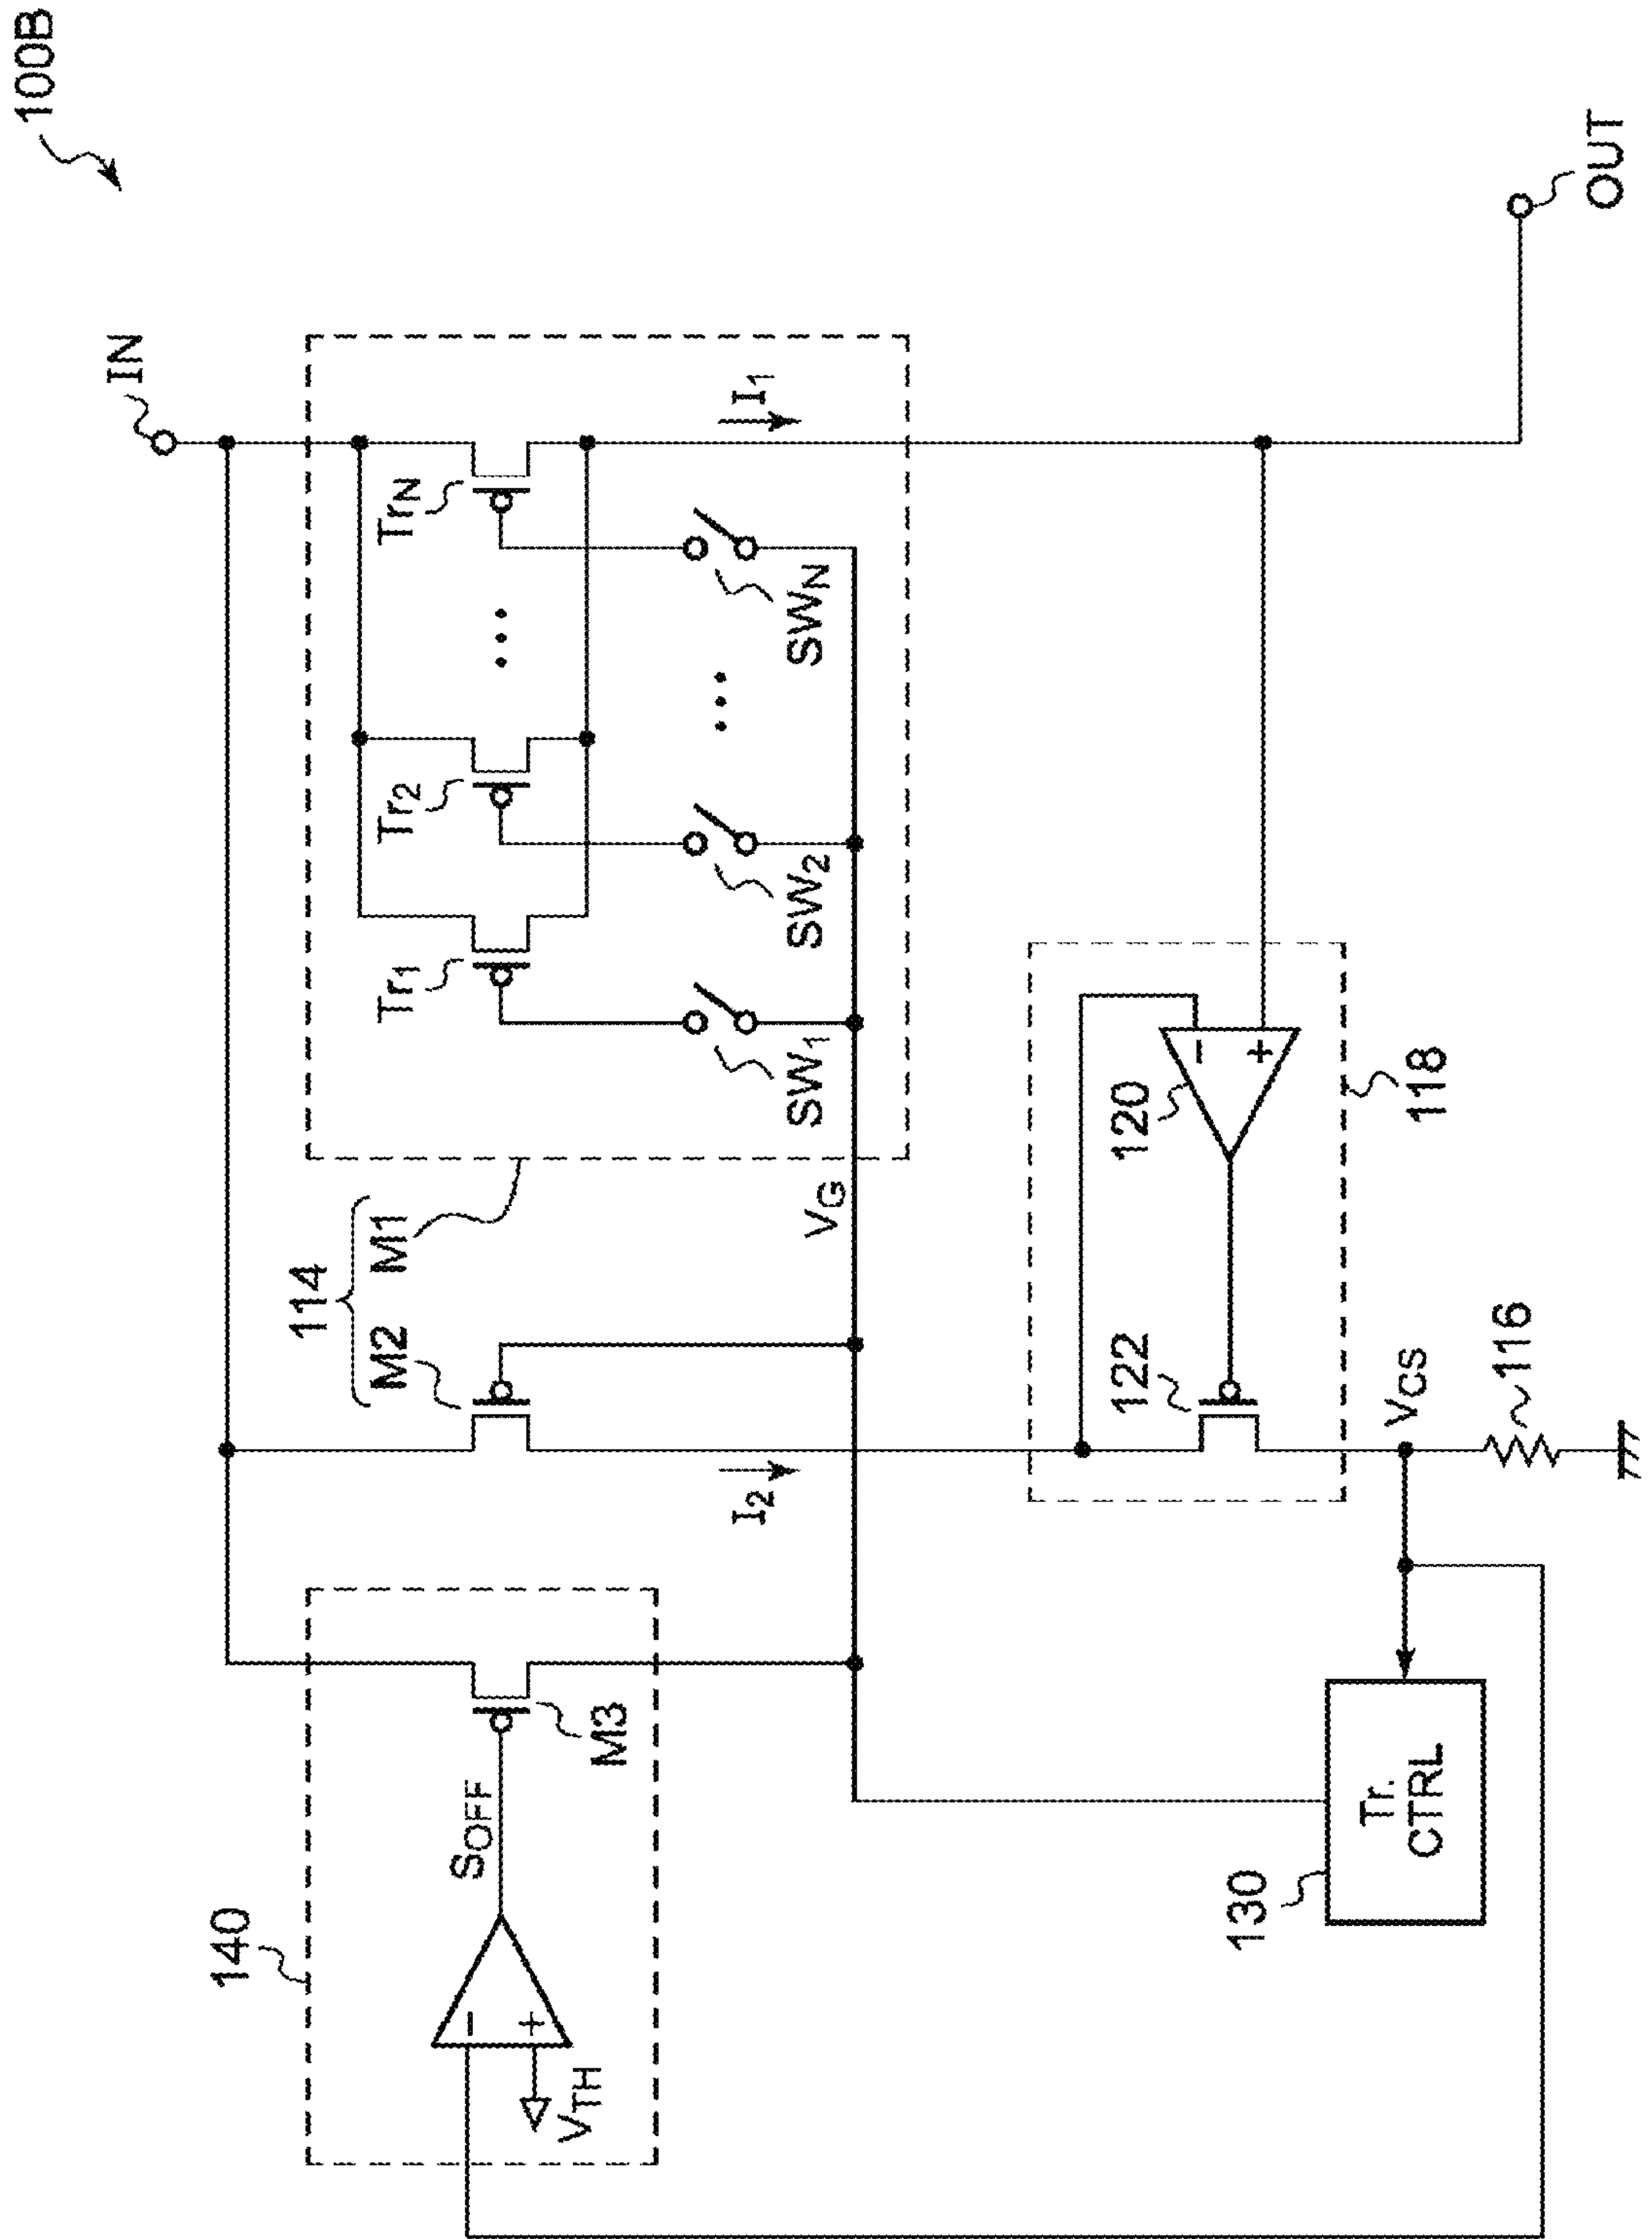 100B
IN
OUT
114
M2
M1
Tr1
Tr2
...
TrN
I1
SW1
SW2
...
SWN
VG
I2
140
SOFF
M3
-
+
VTH
118
120
-
+
122
VCS
116
130
Tr.
CTRL